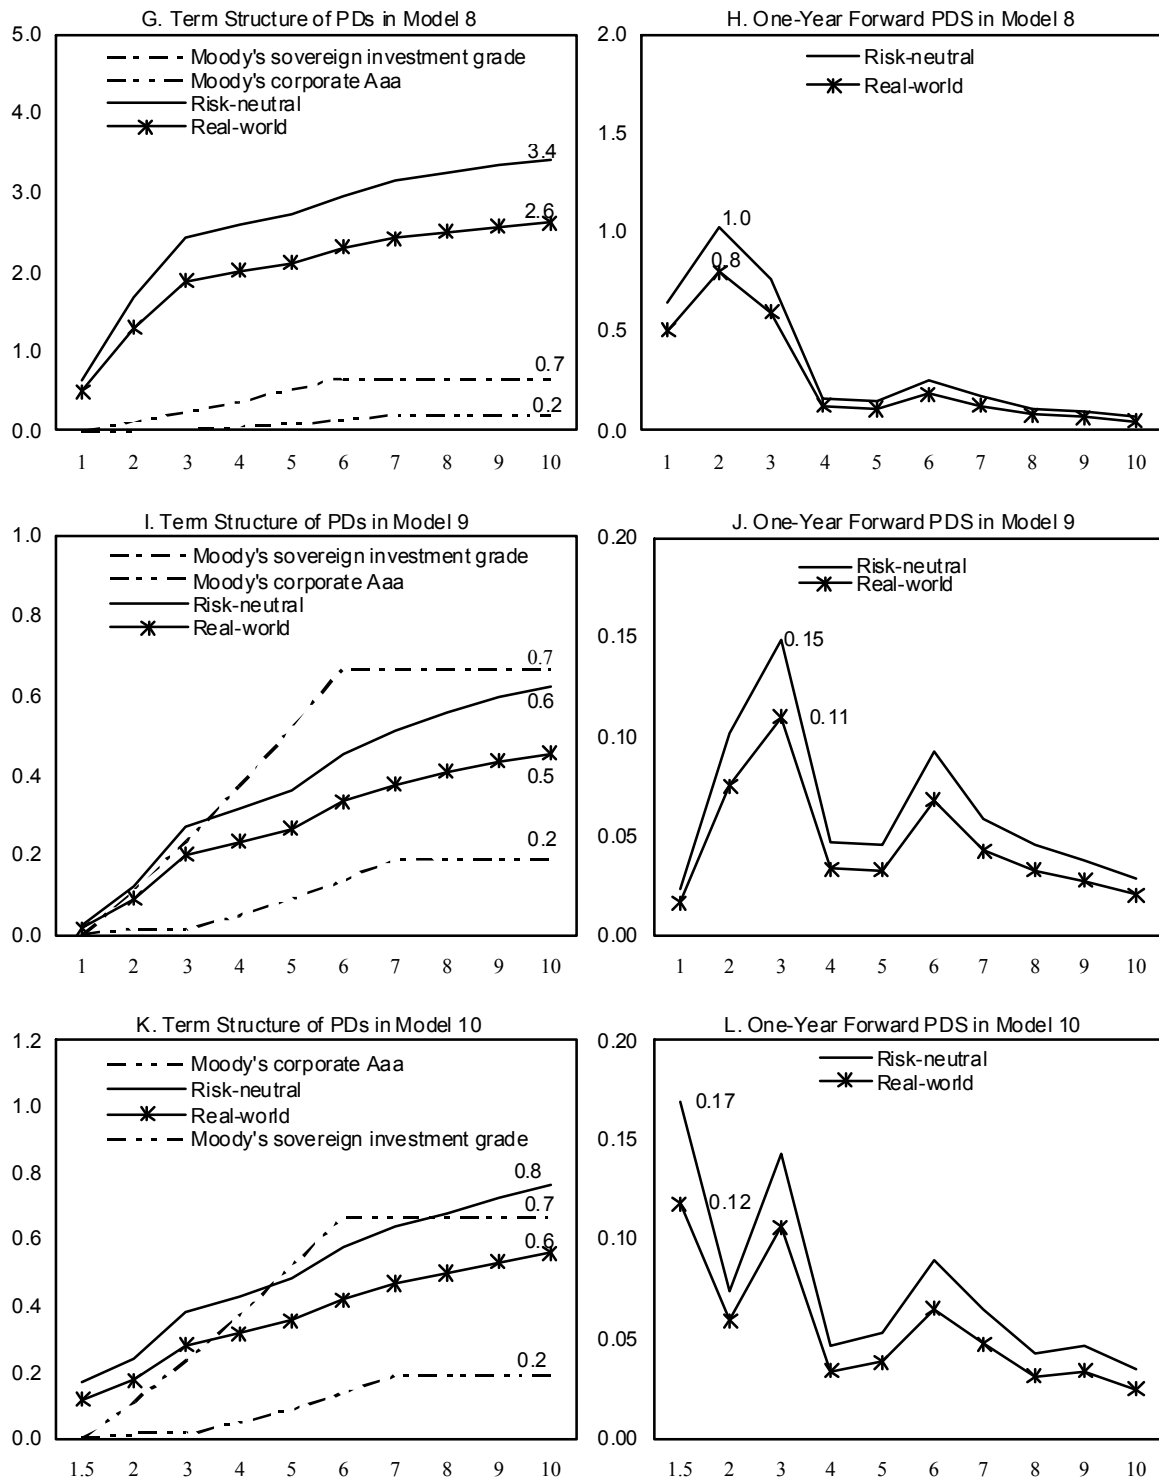 G. Term Structure of PDs in Model 8
5.0
4.0
3.0
2.0
1.0
0.0
Moody's sovereign investment grade
Moody's corporate Aaa
Risk-neutral
Real-world
3.4
2.6
0.7
0.2
1 2 3 4 5 6 7 8 9 10
H. One-Year Forward PDS in Model 8
2.0
1.5
1.0
0.5
0.0
Risk-neutral
Real-world
1.0
0.8
1 2 3 4 5 6 7 8 9 10
I. Term Structure of PDs in Model 9
1.0
0.8
0.6
0.4
0.2
0.0
Moody's sovereign investment grade
Moody's corporate Aaa
Risk-neutral
Real-world
0.7
0.6
0.5
0.2
1 2 3 4 5 6 7 8 9 10
J. One-Year Forward PDS in Model 9
0.20
0.15
0.10
0.05
0.00
Risk-neutral
Real-world
0.15
0.11
1 2 3 4 5 6 7 8 9 10
K. Term Structure of PDs in Model 10
1.2
1.0
0.8
0.6
0.4
0.2
0.0
Moody's corporate Aaa
Risk-neutral
Real-world
Moody's sovereign investment grade
0.8
0.7
0.6
0.2
1.5 2 3 4 5 6 7 8 9 10
L. One-Year Forward PDS in Model 10
0.20
0.15
0.10
0.05
0.00
Risk-neutral
Real-world
0.17
0.12
1.5 2 3 4 5 6 7 8 9 10